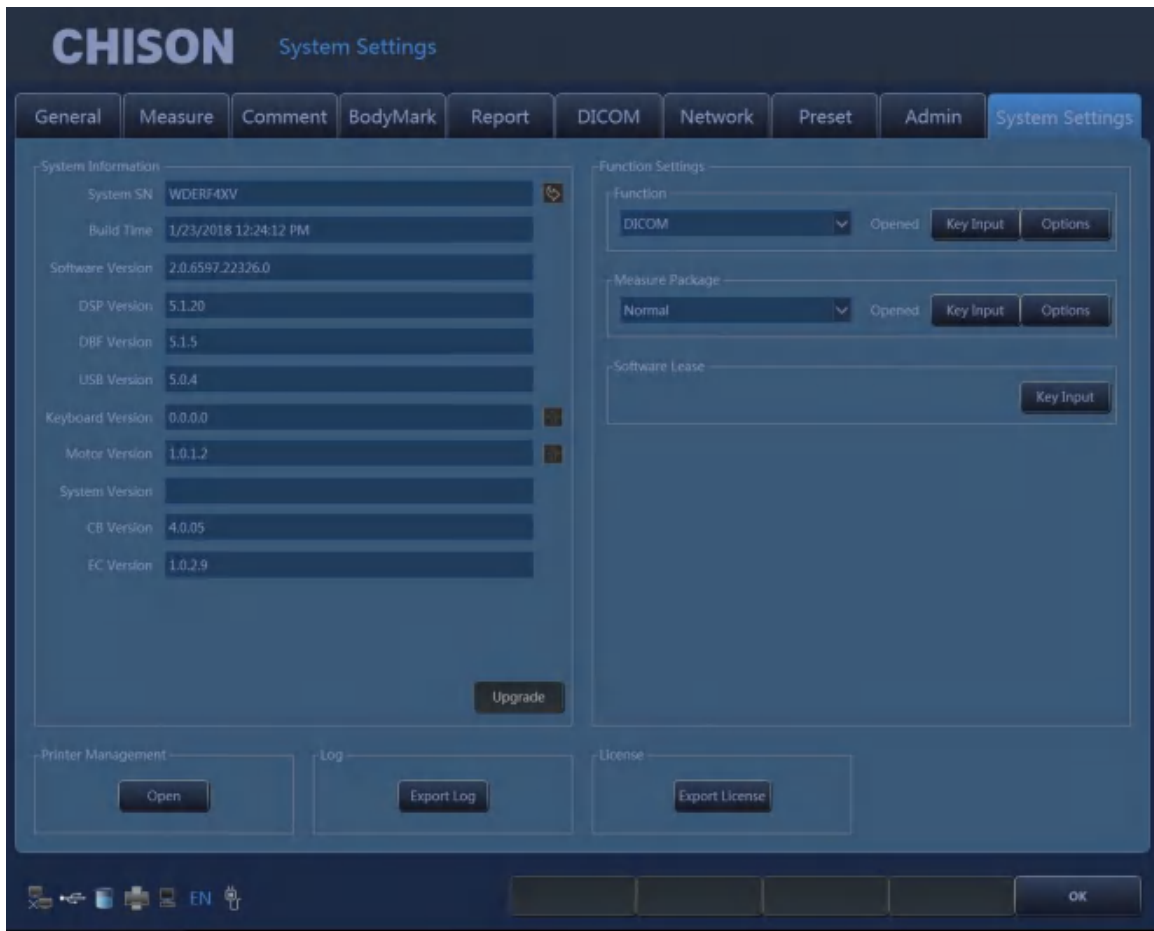 CHISON System Settings
General Measure Comment BodyMark Report DICOM Network Preset Admin System Settings
System Information
System SN WDERF4XV
Build Time 1/23/2018 12:24:12 PM
Software Version 2.0.6597.22326.0
DSP Version 5.1.20
DBF Version 5.1.5
USB Version 5.0.4
Keyboard Version 0.0.0.0
Motor Version 1.0.1.2
System Version
CB Version 4.0.05
EC Version 1.0.2.9
Upgrade
Function Settings
Function
DICOM Opened Key Input Options
Measure Package
Normal Opened Key Input Options
Software Lease
Key Input
Printer Management
Open
Log
Export Log
License
Export License
EN
OK